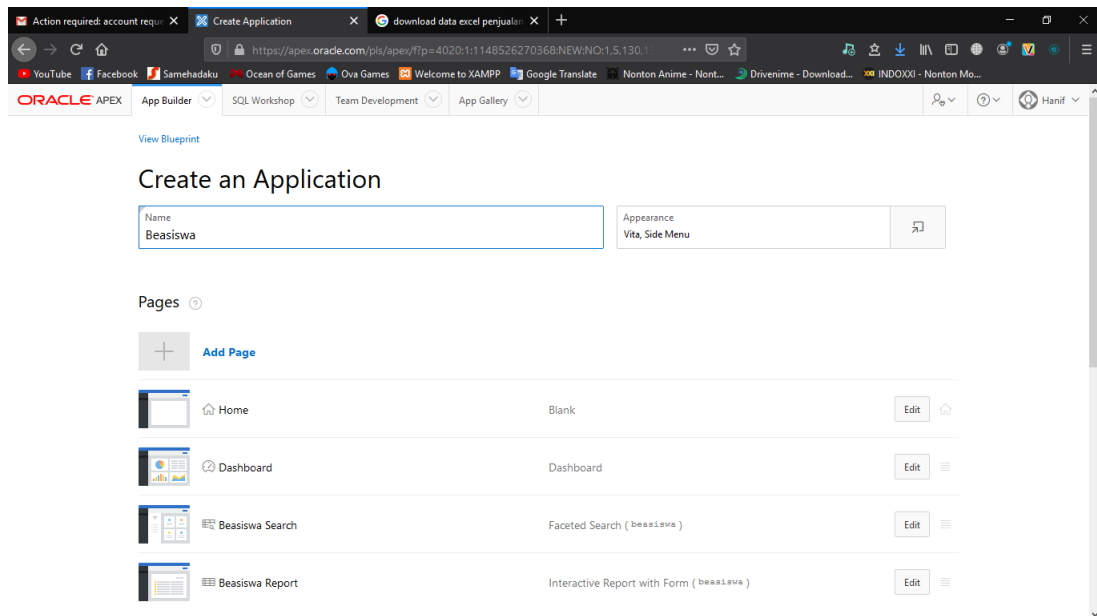 Action required: account reque
Create Application
download data excel penjualan
https://apex.oracle.com/pls/apex/f?p=4020:1:1148526270368:NEW:NO:1,5,130.1
YouTube Facebook Samehadaku Ocean of Games Ova Games Welcome to XAMPP Google Translate Nonton Anime - Nont... Drivenime - Download... INDOXXI - Nonton Mo...
ORACLE APEX App Builder SQL Workshop Team Development App Gallery Hanif
View Blueprint
Create an Application
Name
Beasiswa
Appearance
Vita, Side Menu
Pages
Add Page
Home Blank Edit
Dashboard Dashboard Edit
Beasiswa Search Faceted Search ( beasiswa ) Edit
Beasiswa Report Interactive Report with Form ( beasiswa ) Edit